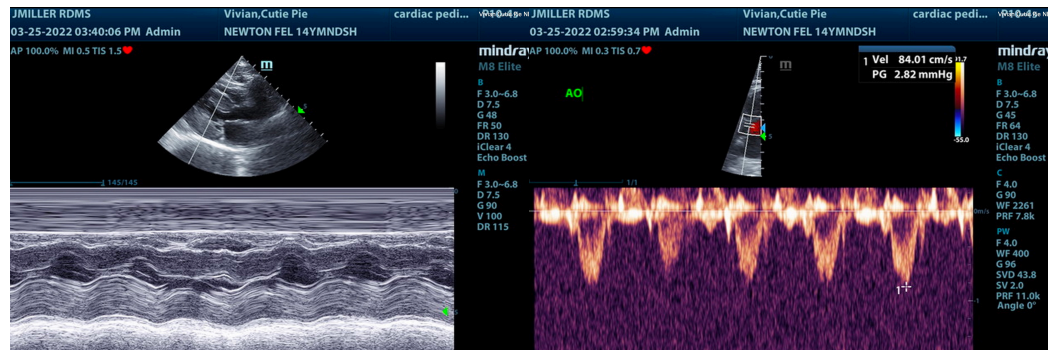 JMILLER RDMS Vivian,Cutie Pie cardiac pedi...
03-25-2022 03:40:06 PM Admin NEWTON FEL 14YMNDSH
AP 100.0% MI 0.5 TIS 1.5
mindray
M8 Elite
m
5
B
F 3.0~6.8
D 7.5
G 48
FR 50
DR 130
iClear 4
Echo Boost
145/145
M
F 3.0~6.8
D 7.5
G 90
V 100
DR 115
JMILLER RDMS Vivian,Cutie Pie cardiac pedi...
03-25-2022 02:59:34 PM Admin NEWTON FEL 14YMNDSH
AP 100.0% MI 0.3 TIS 0.7
mindray
M8 Elite
m
1 Vel 84.01 cm/s
PG 2.82 mmHg
AO
5
-55.0
B
F 3.0~6.8
D 7.5
G 45
FR 64
DR 130
iClear 4
Echo Boost
1/1
C
F 4.0
G 90
WF 2261
PRF 7.8k
0m/s
PW
F 4.0
WF 400
G 96
SVD 43.8
SV 2.0
PRF 11.0k
Angle 0°
1
-1